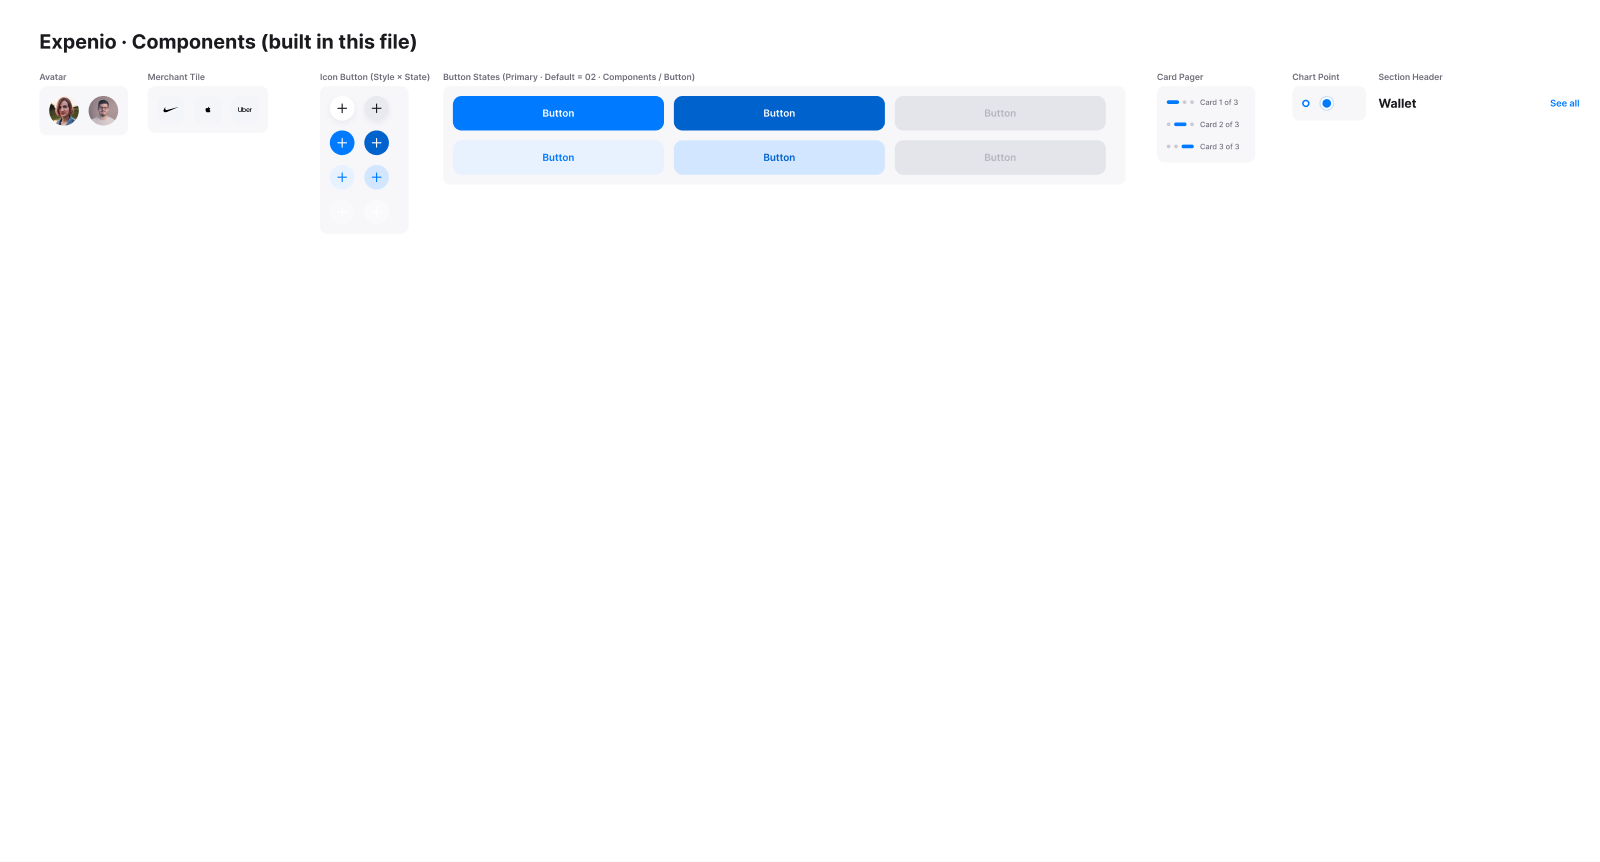 Expenio · Components (built in this file)
Avatar
Merchant Tile
Uber
Icon Button (Style × State)
Button States (Primary · Default = 02 · Components / Button)
Button
Button
Button
Button
Button
Button
Card Pager
Card 1 of 3
Card 2 of 3
Card 3 of 3
Chart Point
Section Header
Wallet
See all